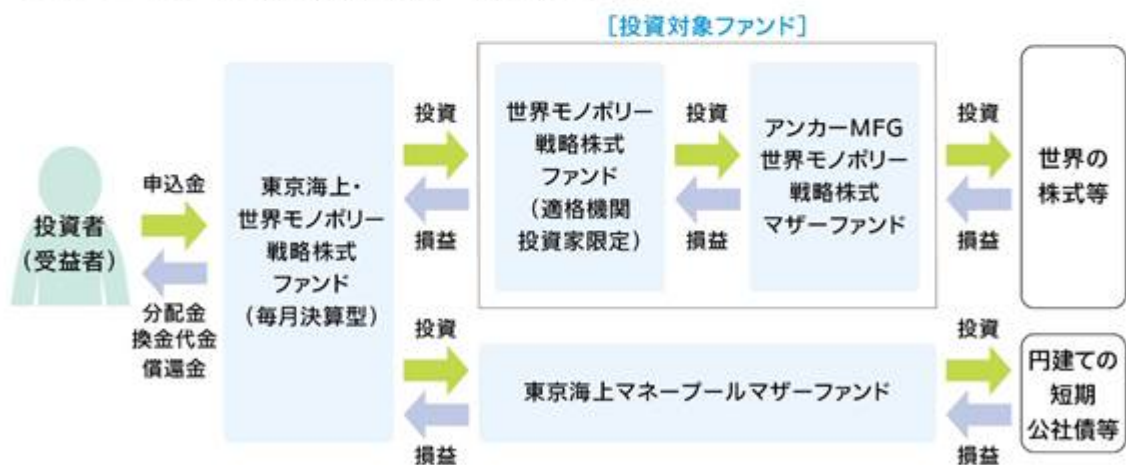 [投資対象ファンド]
投資者
(受益者)
申込金
分配金
換金代金
償還金
東京海上・
世界モノポリー
戦略株式
ファンド
(毎月決算型)
投資
損益
世界モノポリー
戦略株式
ファンド
(適格機関
投資家限定)
投資
損益
アンカーMFG
世界モノポリー
戦略株式
マザーファンド
投資
損益
世界の
株式等
投資
損益
東京海上マネープールマザーファンド
投資
損益
円建ての
短期
公社債等